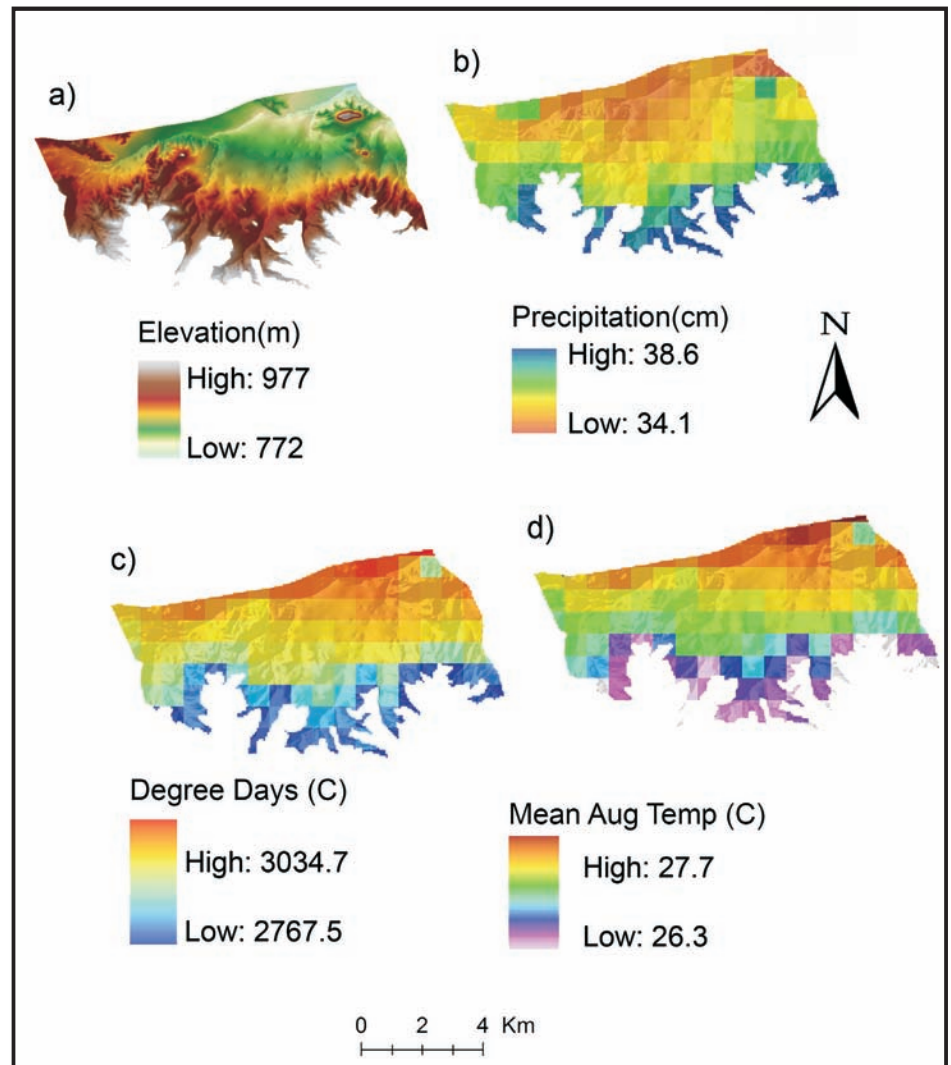 a)
b)
Elevation(m)
High: 977
Low: 772
Precipitation(cm)
High: 38.6
Low: 34.1
N
c)
d)
Degree Days (C)
High: 3034.7
Low: 2767.5
Mean Aug Temp (C)
High: 27.7
Low: 26.3
0 2 4 Km